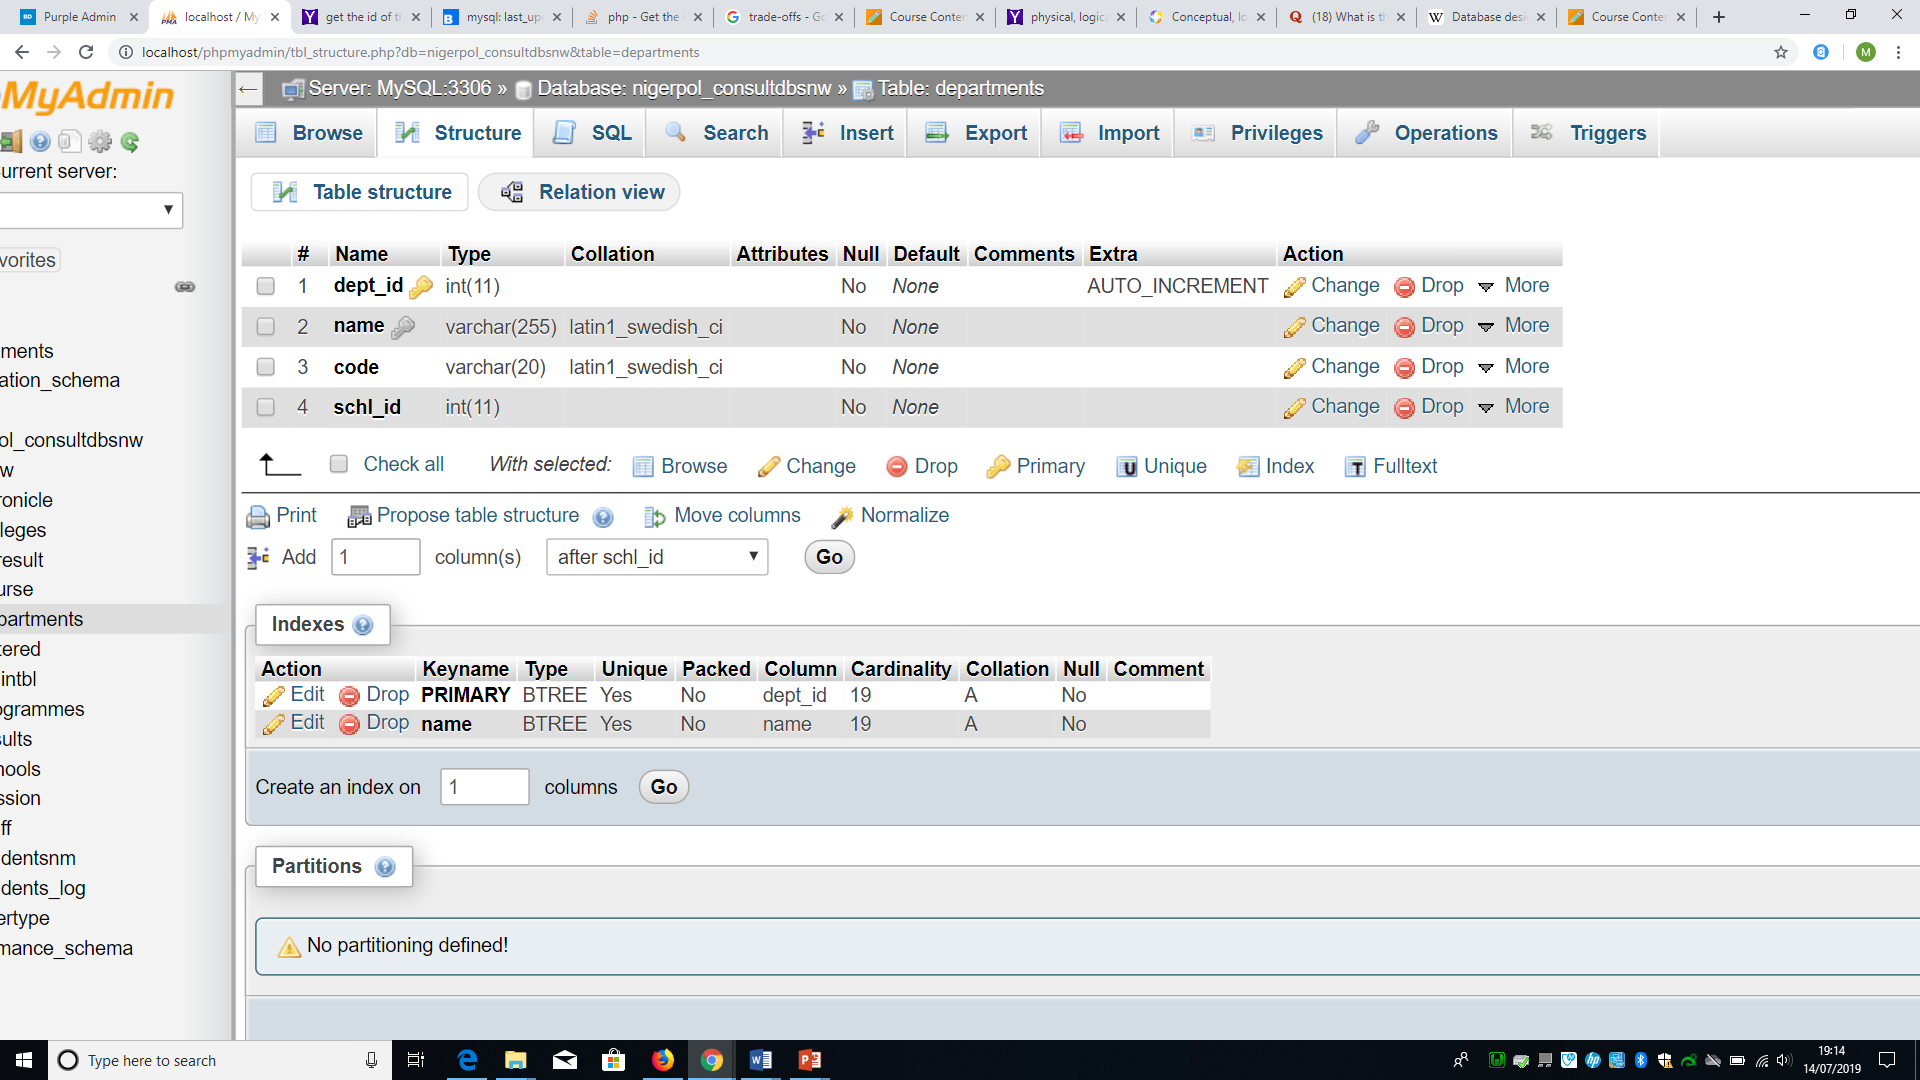 Purple Admin
localhost / My
get the id of t
mysql: last_up
php - Get the
trade-offs - Go
Course Conten
physical, logica
Conceptual, lo
(18) What is th
Database desi
Course Conten
localhost/phpmyadmin/tbl_structure.php?db=nigerpol_consultdbsnw&table=departments
M
MyAdmin
urrent server:
vorites
ments
ation_schema
ol_consultdbsnw
w
ronicle
leges
result
urse
partments
tered
intbl
ogrammes
ults
hools
ssion
ff
dentsnm
dents_log
ertype
mance_schema
Server: MySQL:3306 » Database: nigerpol_consultdbsnw » Table: departments
Browse Structure SQL Search Insert Export Import Privileges Operations Triggers
Table structure Relation view
# Name Type Collation Attributes Null Default Comments Extra Action
1 dept_id int(11) No None AUTO_INCREMENT Change Drop More
2 name varchar(255) latin1_swedish_ci No None Change Drop More
3 code varchar(20) latin1_swedish_ci No None Change Drop More
4 schl_id int(11) No None Change Drop More
Check all With selected: Browse Change Drop Primary Unique Index Fulltext
Print Propose table structure Move columns Normalize
Add 1 column(s) after schl_id Go
Indexes
Action Keyname Type Unique Packed Column Cardinality Collation Null Comment
Edit Drop PRIMARY BTREE Yes No dept_id 19 A No
Edit Drop name BTREE Yes No name 19 A No
Create an index on 1 columns Go
Partitions
No partitioning defined!
Type here to search
19:14
14/07/2019